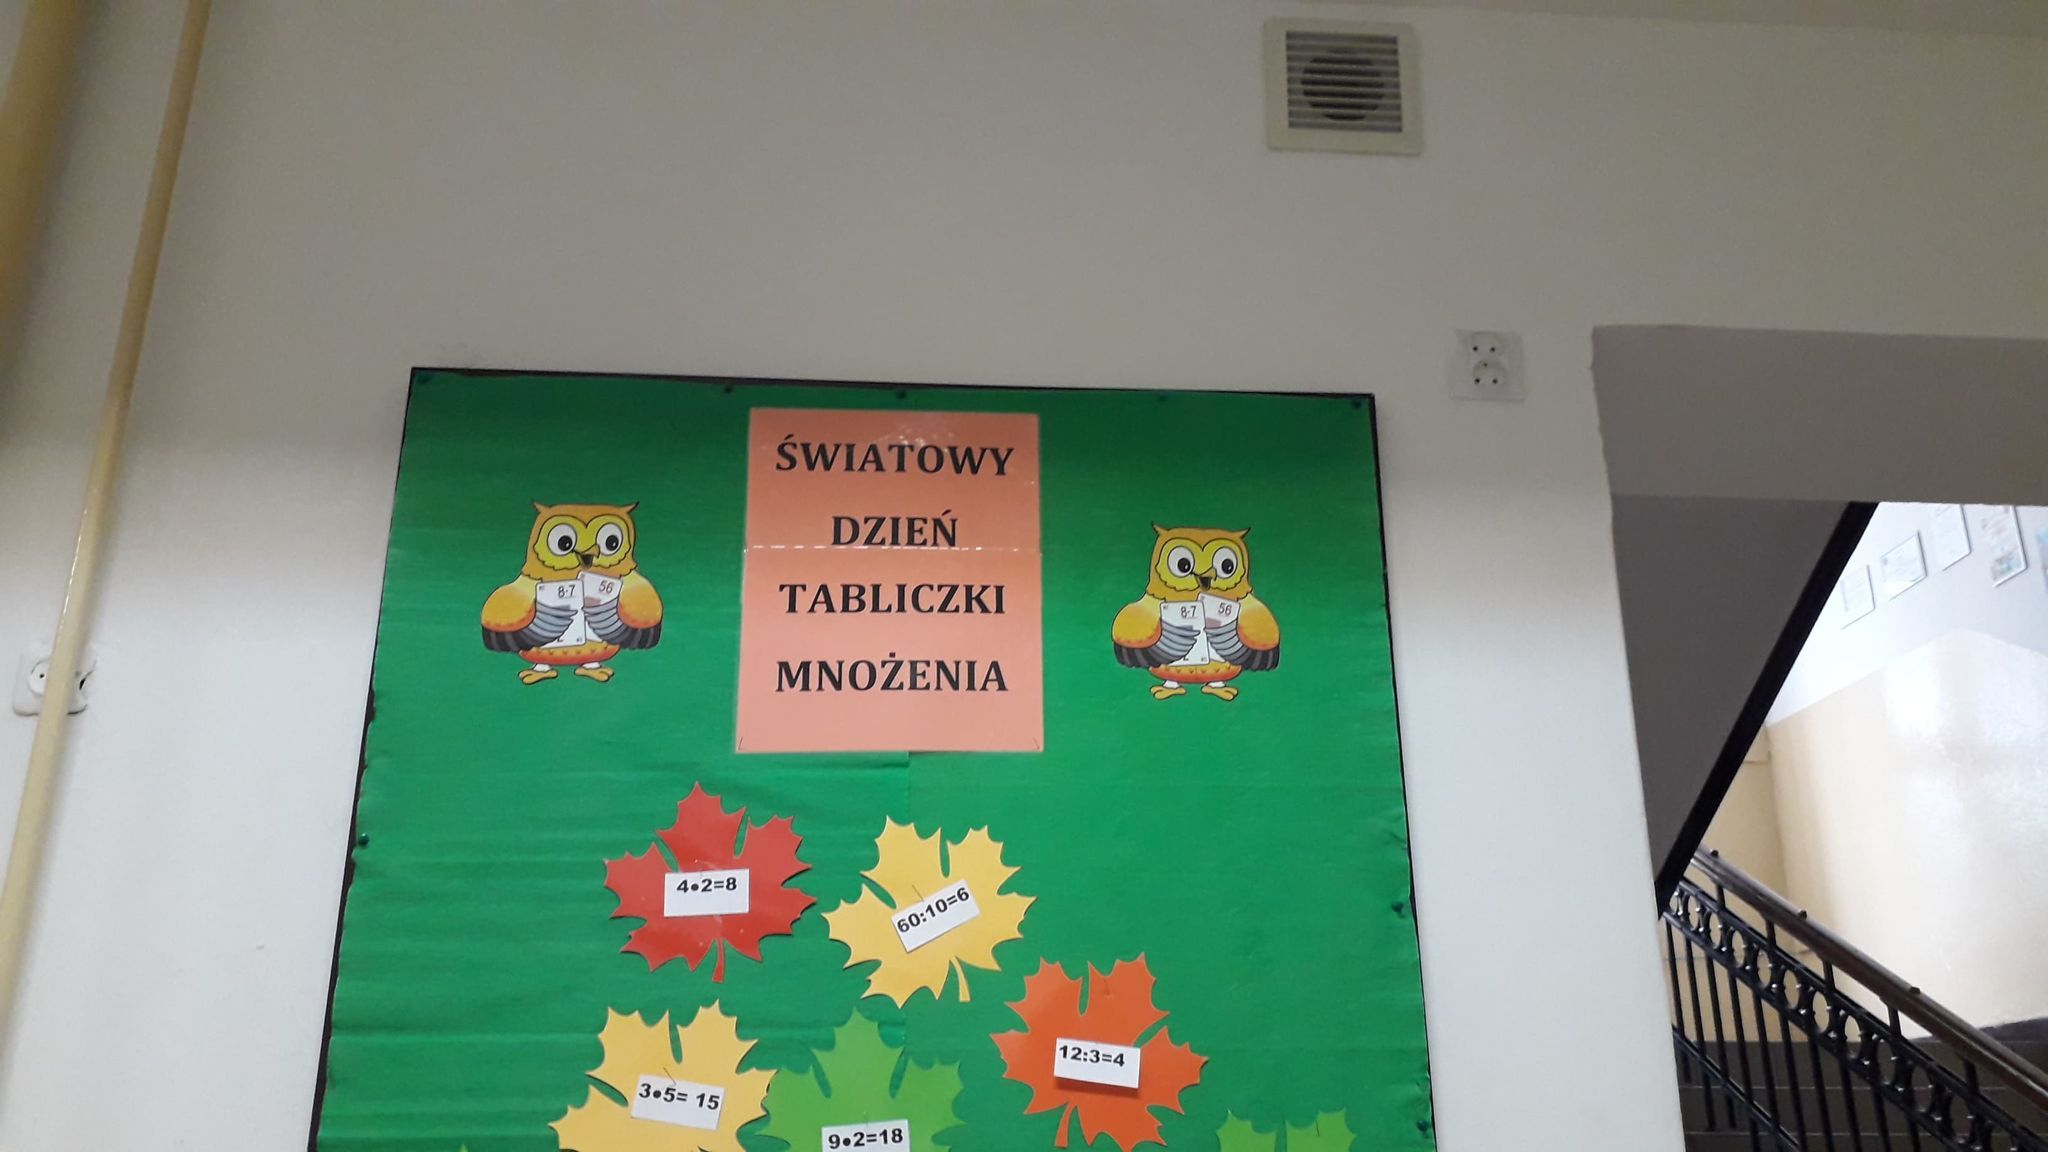 ŚWIATOWY
DZIEŃ
TABLICZKI
MNOŻENIA
8·7 56
8·7 56
4•2=8
60:10=6
12:3=4
3•5= 15
9•2=18